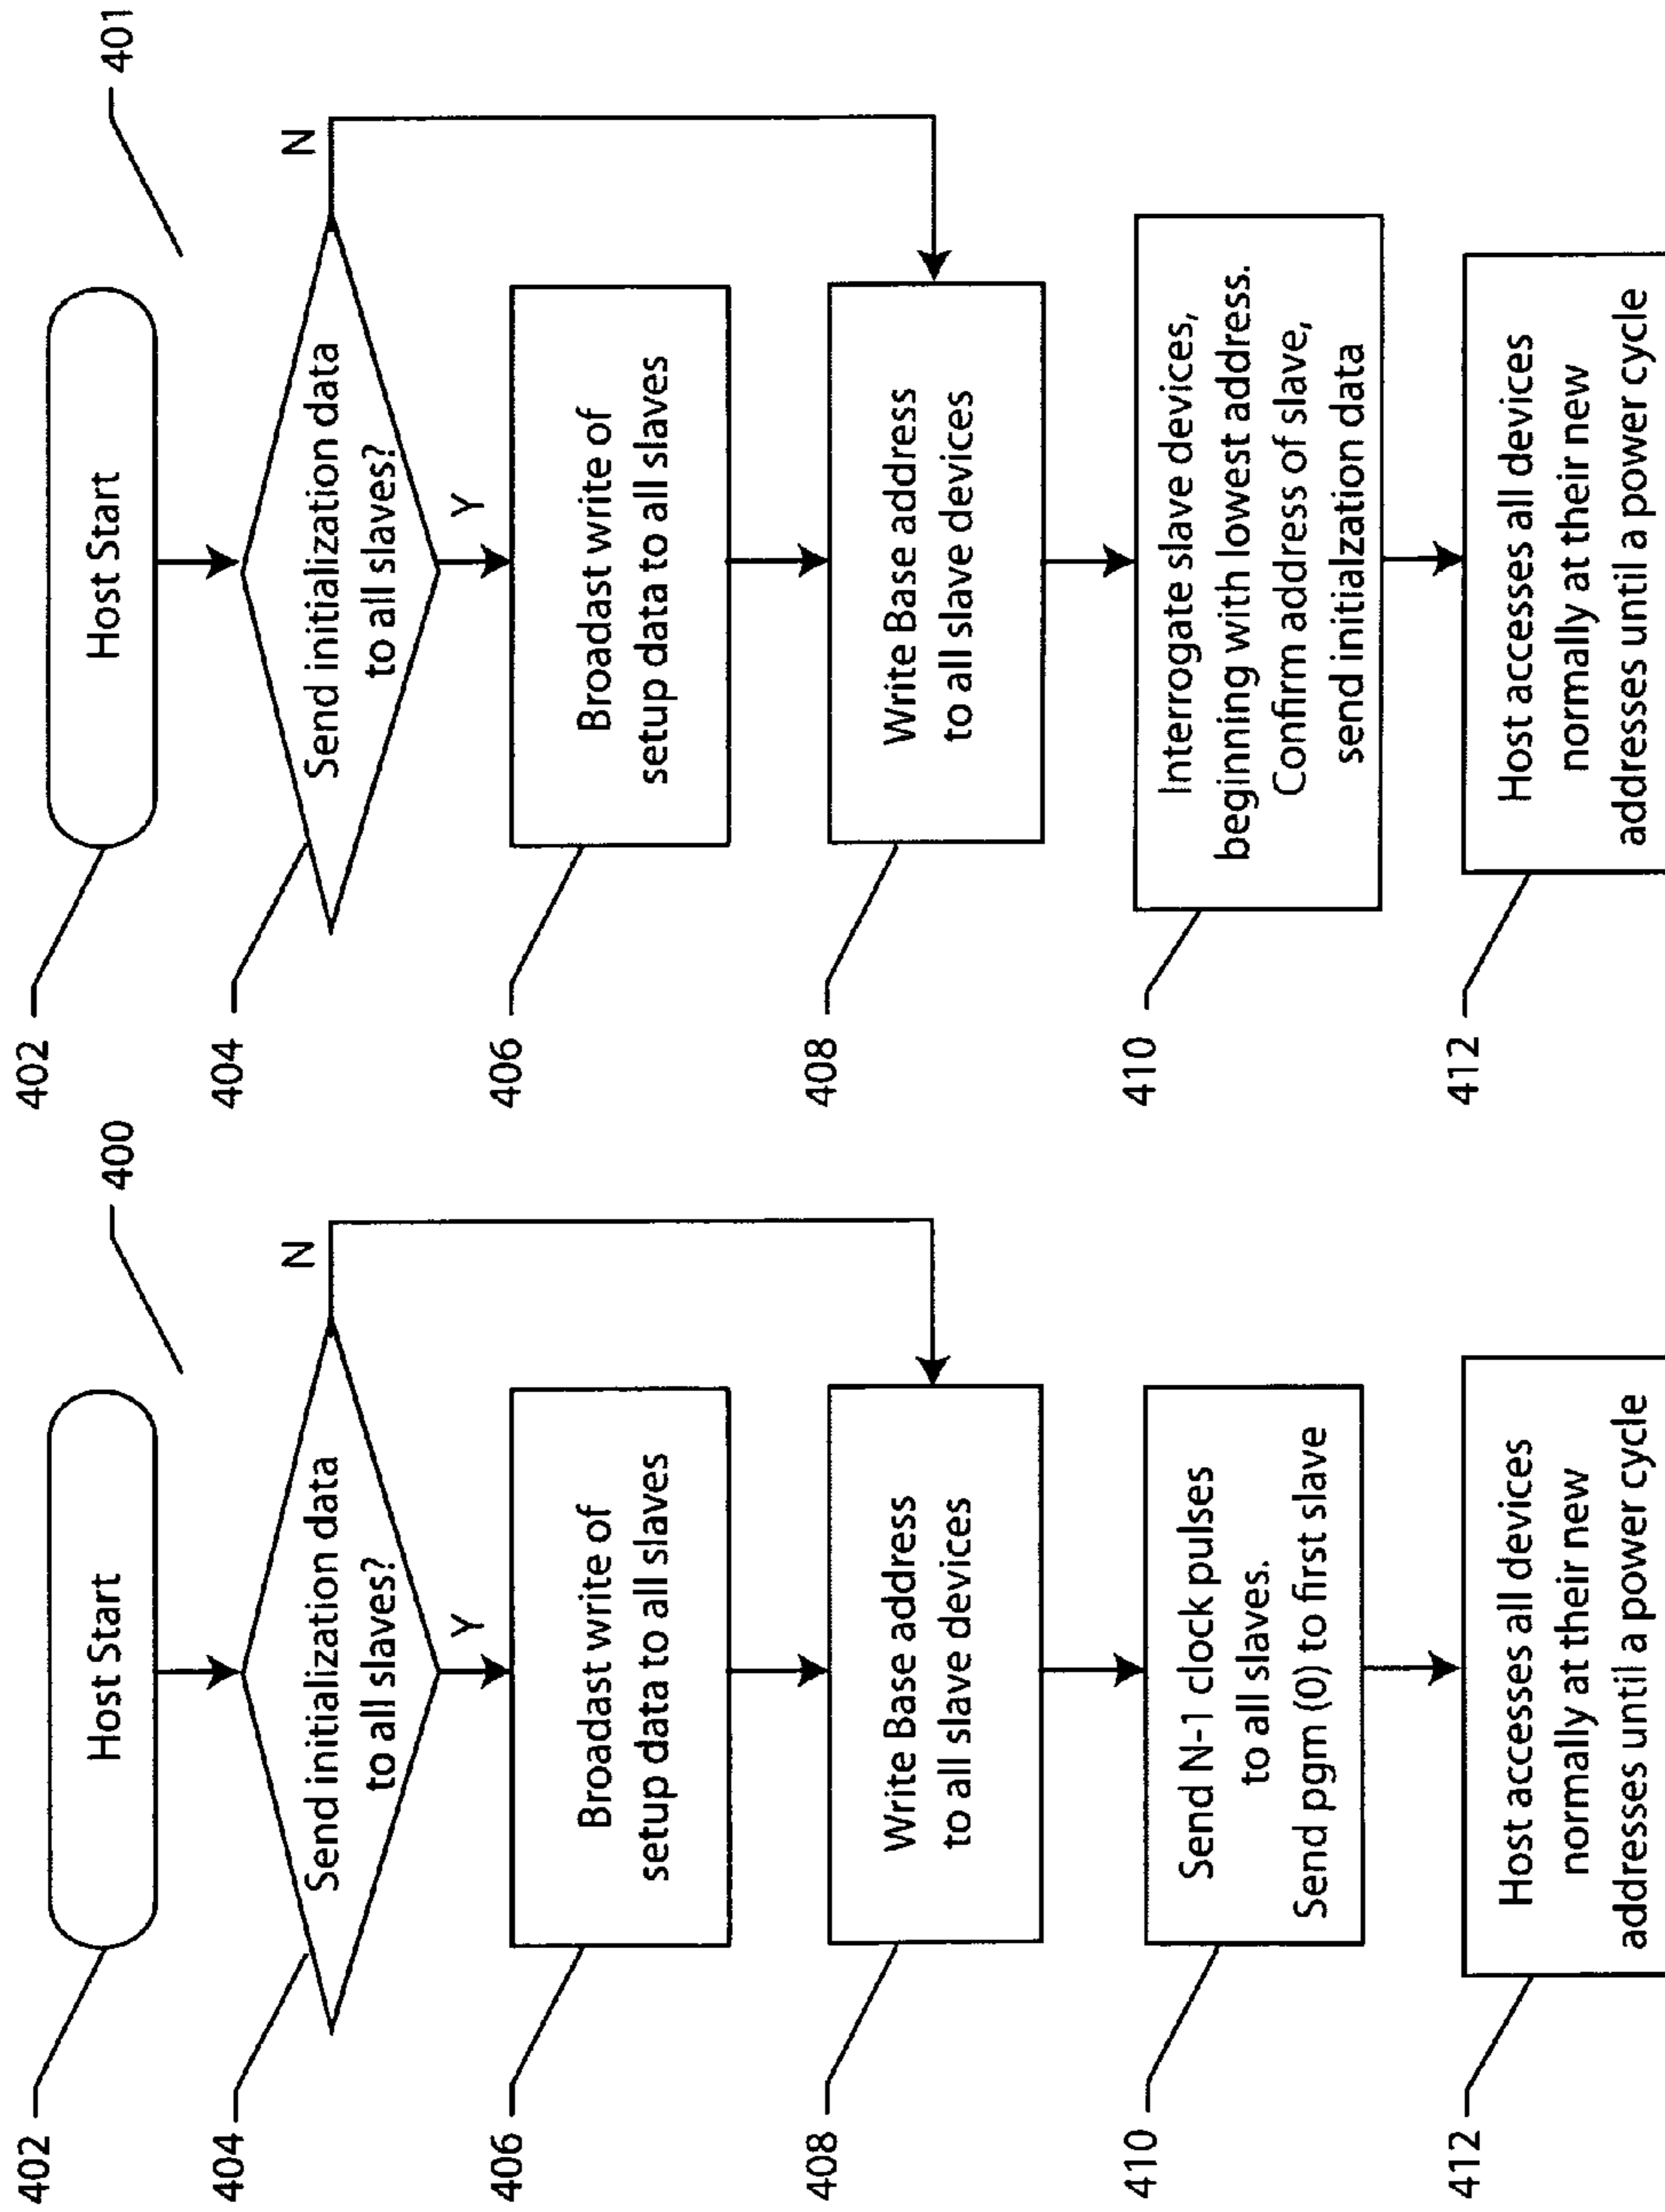 400
402
Host Start
404
Send initialization data
to all slaves?
N
Y
406
Broadast write of
setup data to all slaves
408
Write Base address
to all slave devices
410
Send N-1 clock pulses
to all slaves.
Send pgm (0) to first slave
412
Host accesses all devices
normally at their new
addresses until a power cycle
401
402
Host Start
404
Send initialization data
to all slaves?
N
Y
406
Broadast write of
setup data to all slaves
408
Write Base address
to all slave devices
410
Interrogate slave devices,
beginning with lowest address.
Confirm address of slave,
send initialzation data
412
Host accesses all devices
normally at their new
addresses until a power cycle